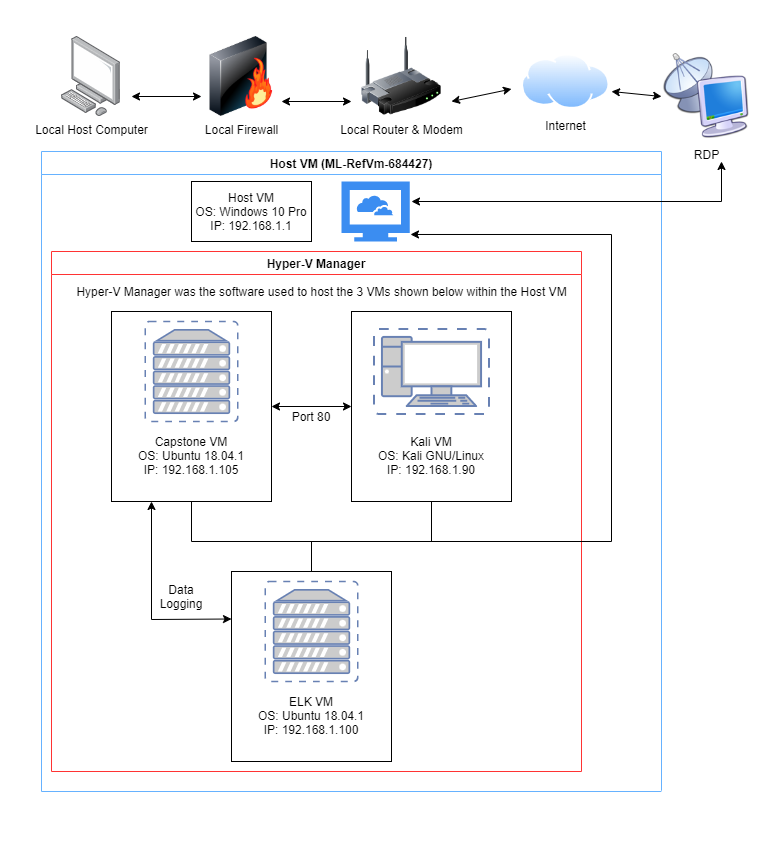 Local Host Computer
Local Firewall
Local Router & Modem
Internet
RDP
Host VM (ML-RefVm-684427)
Host VM
OS: Windows 10 Pro
IP: 192.168.1.1
Hyper-V Manager
Hyper-V Manager was the software used to host the 3 VMs shown below within the Host VM
Port 80
Capstone VM
OS: Ubuntu 18.04.1
IP: 192.168.1.105
Kali VM
OS: Kali GNU/Linux
IP: 192.168.1.90
Data
Logging
ELK VM
OS: Ubuntu 18.04.1
IP: 192.168.1.100